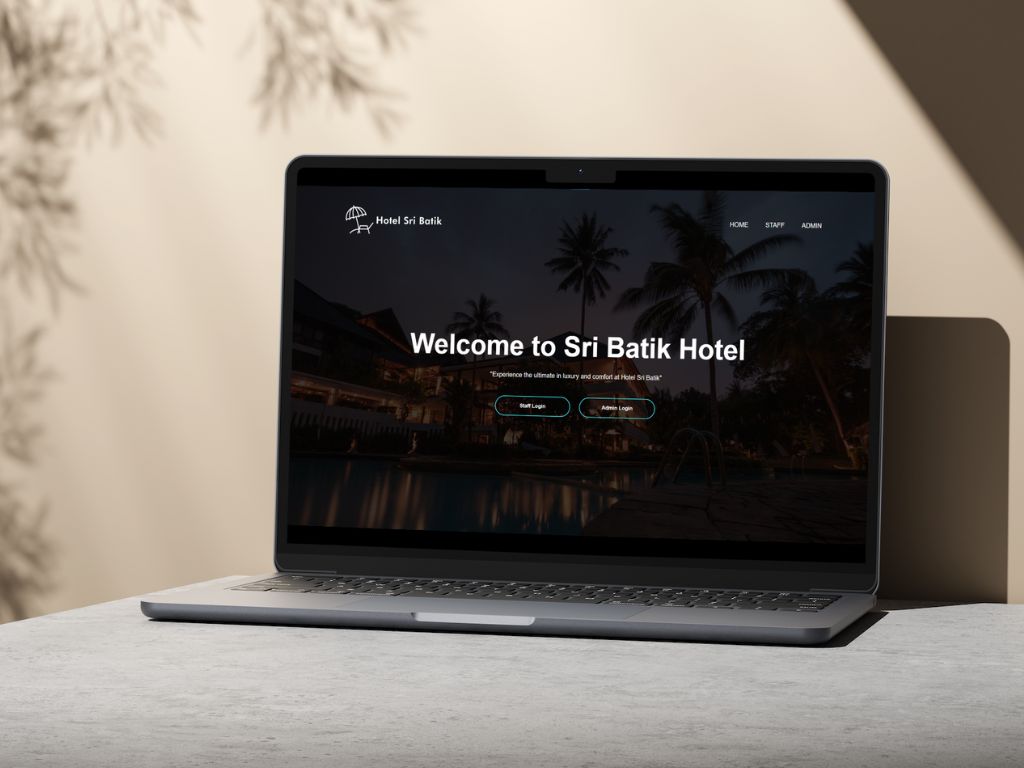 Hotel Sri Batik
HOME STAFF ADMIN
Welcome to Sri Batik Hotel
"Experience the ultimate in luxury and comfort at Hotel Sri Batik"
Staff Login Admin Login